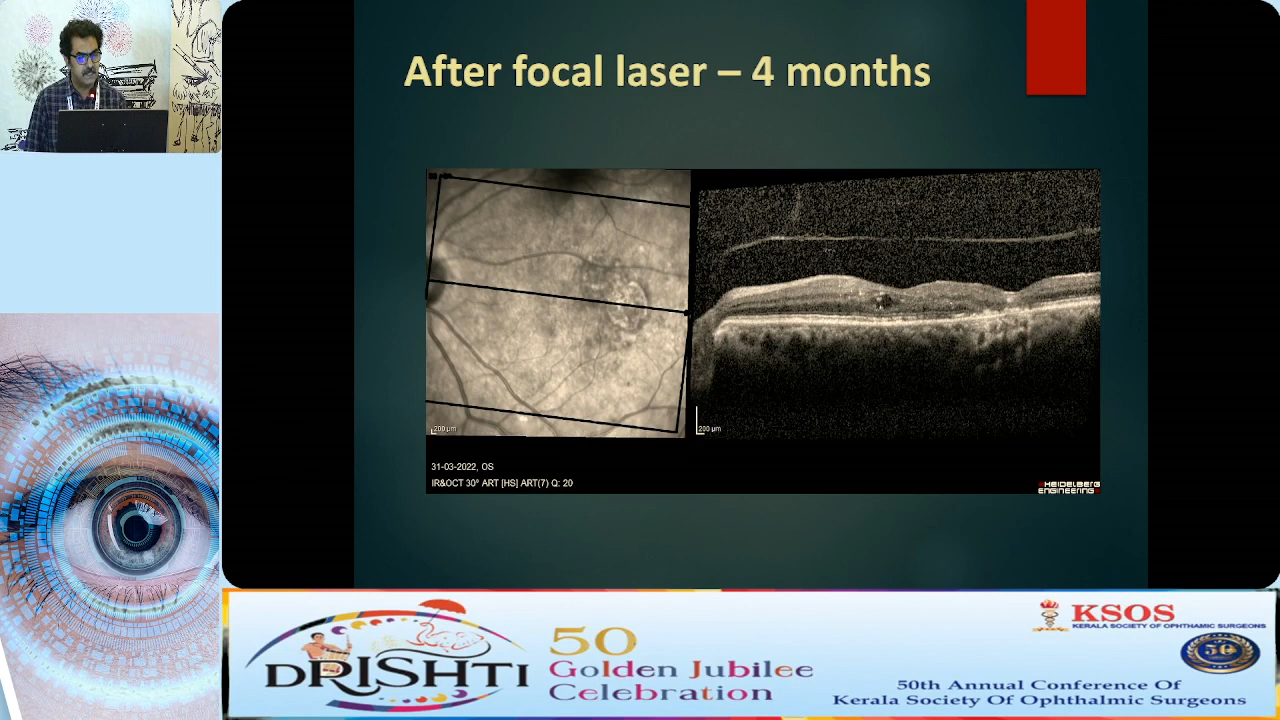 After focal laser – 4 months
200 µm
200 µm
31-03-2022, OS
IR&OCT 30° ART [HS] ART(7) Q: 20
HEIDELBERG
ENGINEERING
DRISHTI
50
Golden Jubilee
Celebration
KSOS
KERALA SOCIETY OF OPHTHAMIC SURGEONS
50
50th Annual Conference Of
Kerala Society Of Ophthalmic Surgeons